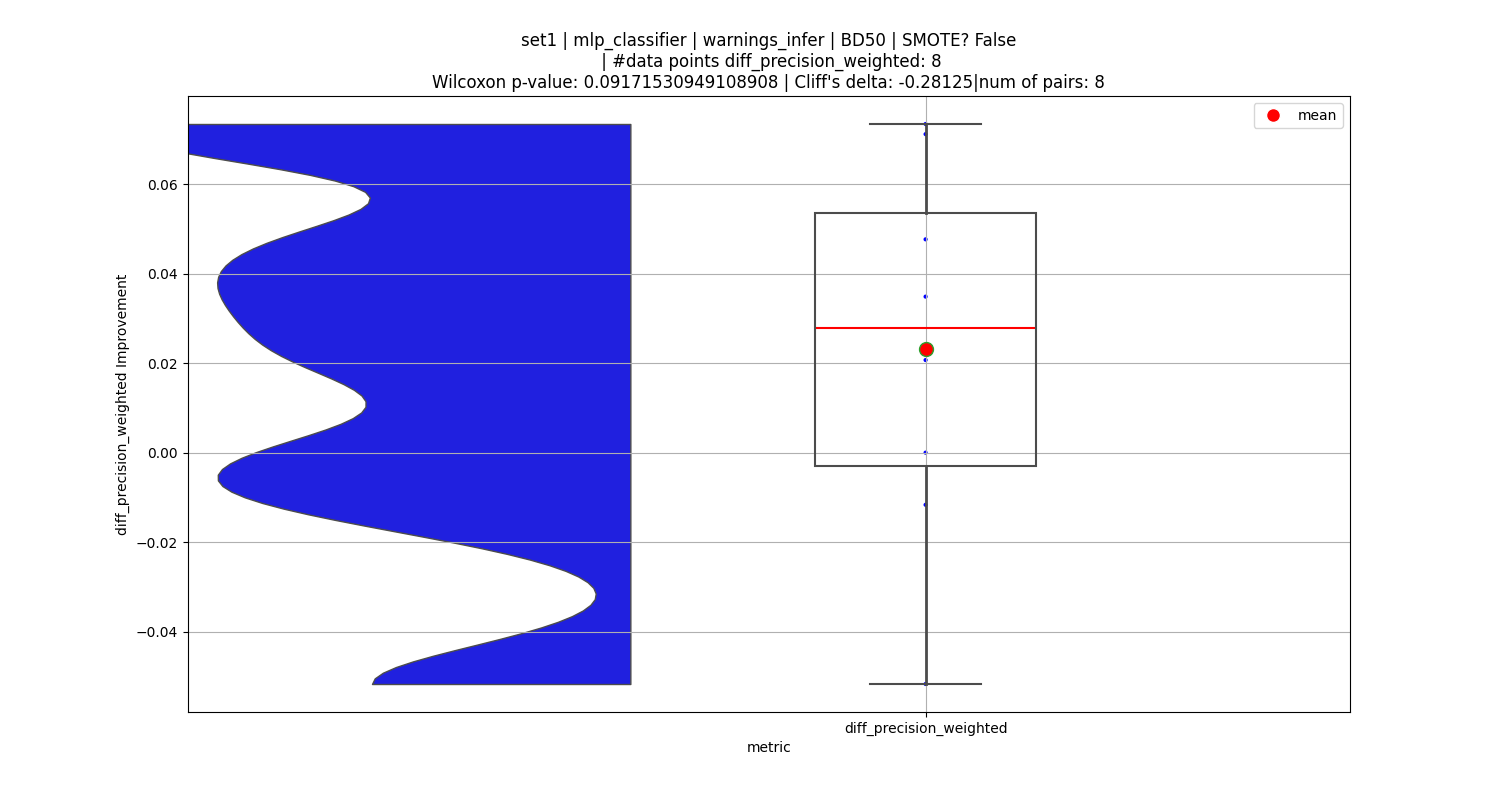 set1 | mlp_classifier | warnings_infer | BD50 | SMOTE? False
| #data points diff_precision_weighted: 8
Wilcoxon p-value: 0.09171530949108908 | Cliff's delta: -0.28125|num of pairs: 8
mean
0.06
0.04
0.02
0.00
−0.02
−0.04
diff_precision_weighted Improvement
diff_precision_weighted
metric